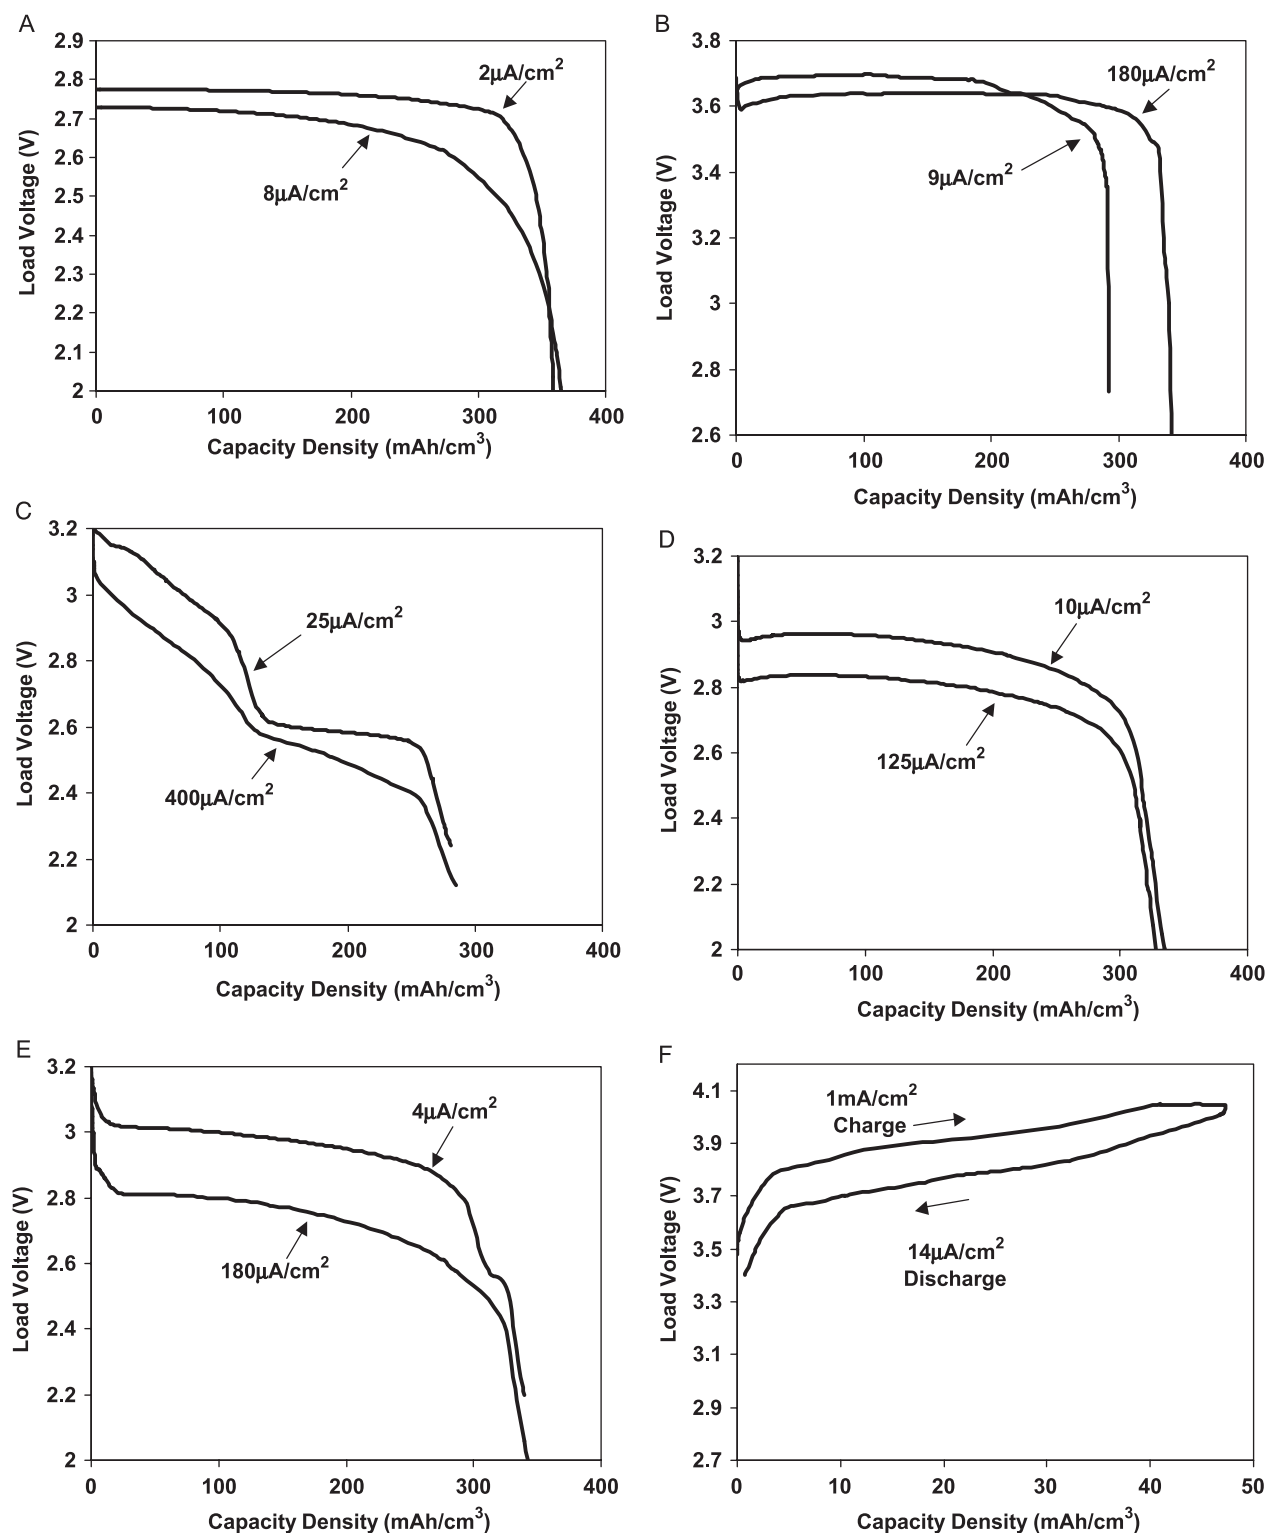 A
2.9
2.8
2.7
2.6
2.5
2.4
2.3
2.2
2.1
2
Load Voltage (V)
2μA/cm²
8μA/cm²
0 100 200 300 400
Capacity Density (mAh/cm³)
B
3.8
3.6
3.4
3.2
3
2.8
2.6
Load Voltage (V)
180μA/cm²
9μA/cm²
0 100 200 300 400
Capacity Density (mAh/cm³)
C
3.2
3
2.8
2.6
2.4
2.2
2
Load Voltage (V)
25μA/cm²
400μA/cm²
0 100 200 300 400
Capacity Density (mAh/cm³)
D
3.2
3
2.8
2.6
2.4
2.2
2
Load Voltage (V)
10μA/cm²
125μA/cm²
0 100 200 300 400
Capacity Density (mAh/cm³)
E
3.2
3
2.8
2.6
2.4
2.2
2
Load Voltage (V)
4μA/cm²
180μA/cm²
0 100 200 300 400
Capacity Density (mAh/cm³)
F
4.1
3.9
3.7
3.5
3.3
3.1
2.9
2.7
Load Voltage (V)
1mA/cm²
Charge
14μA/cm²
Discharge
0 10 20 30 40 50
Capacity Density (mAh/cm³)